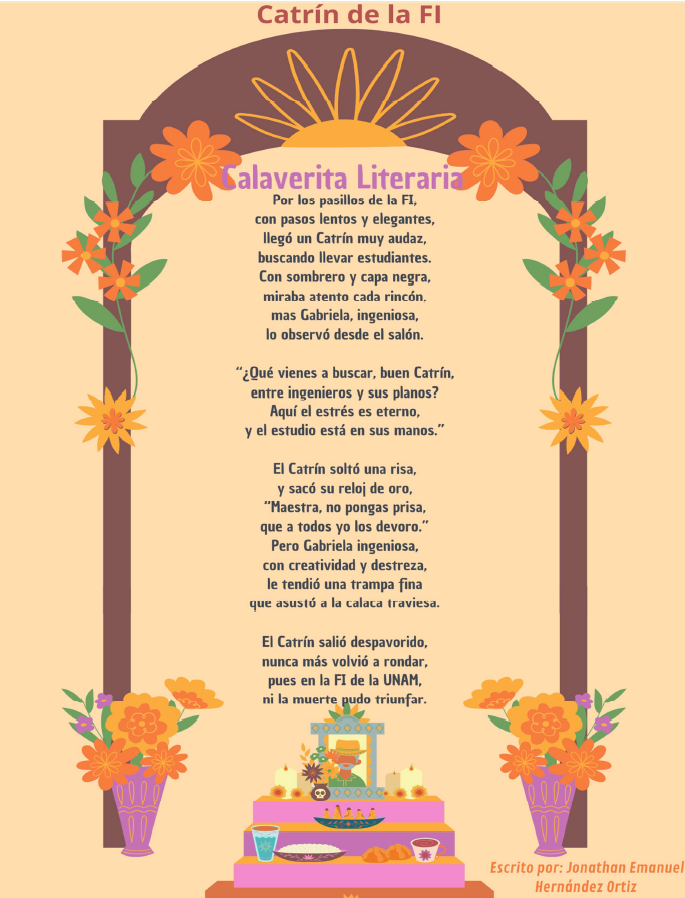 Catrín de la FI
Calaverita Literaria
Por los pasillos de la FI,
con pasos lentos y elegantes,
llegó un Catrín muy audaz,
buscando llevar estudiantes.
Con sombrero y capa negra,
miraba atento cada rincón,
mas Gabriela, ingeniosa,
lo observó desde el salón.
“¿Qué vienes a buscar, buen Catrín,
entre ingenieros y sus planos?
Aquí el estrés es eterno,
y el estudio está en sus manos.”
El Catrín soltó una risa,
y sacó su reloj de oro,
“Maestra, no pongas prisa,
que a todos yo los devoro.”
Pero Gabriela ingeniosa,
con creatividad y destreza,
le tendió una trampa fina
que asustó a la calaca traviesa.
El Catrín salió despavorido,
nunca más volvió a rondar,
pues en la FI de la UNAM,
ni la muerte pudo triunfar.
Escrito por: Jonathan Emanuel
Hernández Ortiz